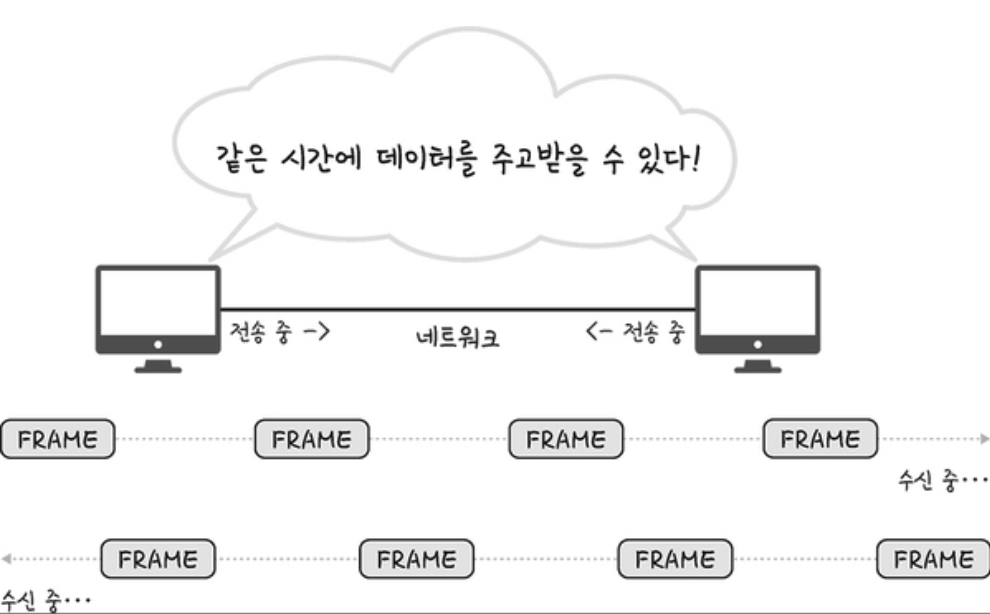 같은 시간에 데이터를 주고받을 수 있다!
전송 중 ->
네트워크
<- 전송 중
FRAME FRAME FRAME FRAME
수신 중···
FRAME FRAME FRAME FRAME
수신 중···